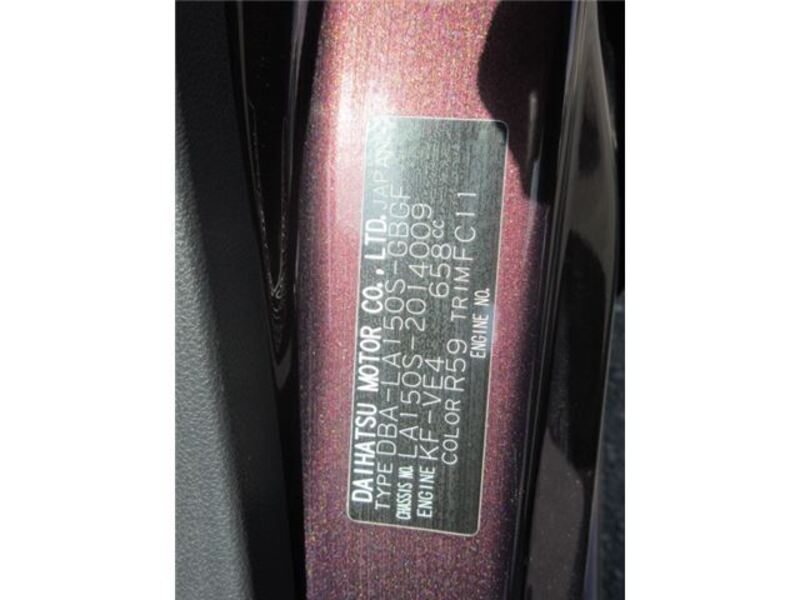 DAIHATSU MOTOR CO., LTD. JAPAN
TYPE DBA-LA150S-GBGF
CHASSIS NO. LA150S-2014009
ENGINE KF-VE4 658cc
COLOR R59 TRIM FC11
ENGINE NO.